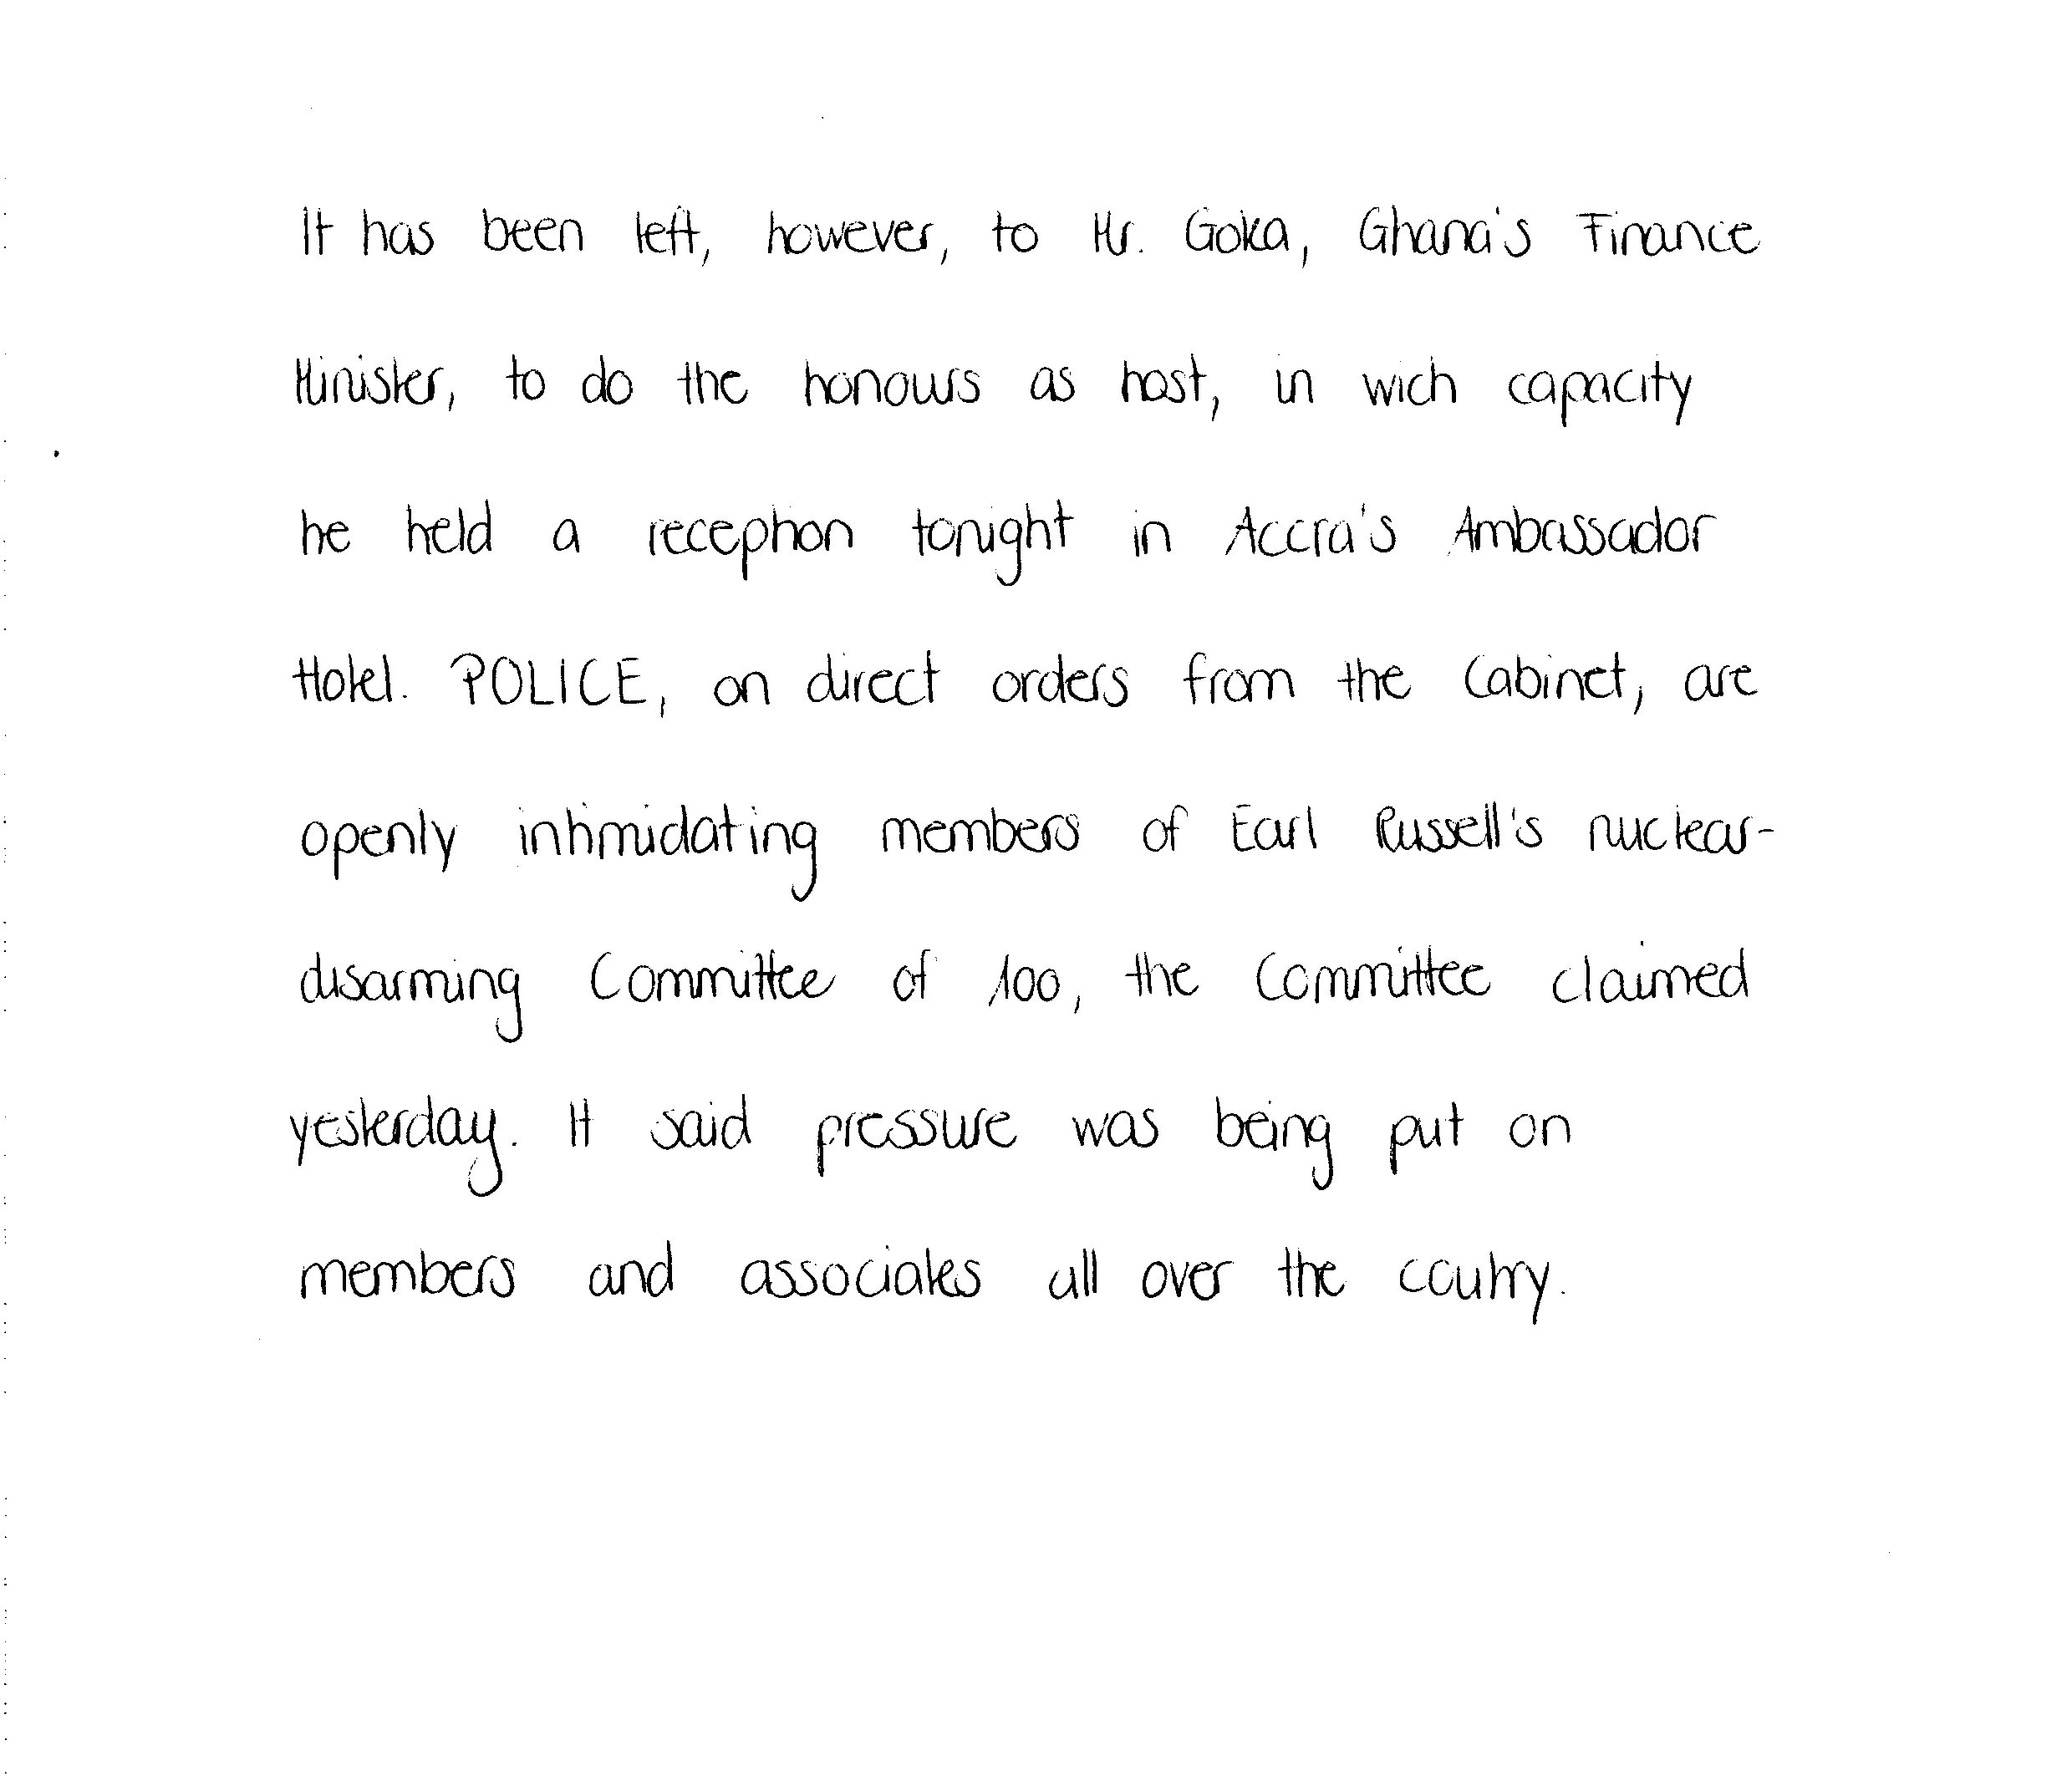 It has been left, however, to Mr. Goka, Ghana's Finance
Minister, to do the honours as host, in wich capacity
he held a reception tonight in Accra's Ambassador
Hotel. POLICE, on direct orders from the Cabinet, are
openly intimidating members of Earl Russell's nuclear-
disarming Committee of 100, the Committee claimed
yesterday. It said pressure was being put on
members and associates all over the coutry.